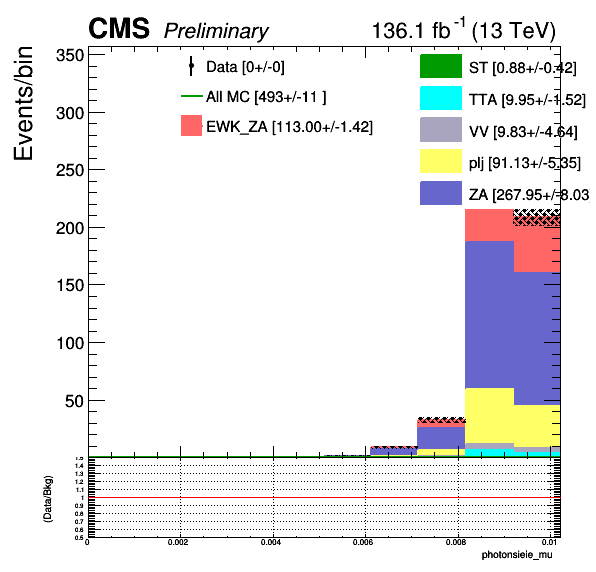 CMS Preliminary 136.1 fb⁻¹ (13 TeV)
Events/bin
350
300
250
200
150
100
50
Data [0+/-0]
All MC [493+/-11 ]
EWK_ZA [113.00+/-1.42]
ST [0.88+/-0.42]
TTA [9.95+/-1.52]
VV [9.83+/-4.64]
plj [91.13+/-5.35]
ZA [267.95+/-8.03
(Data/Bkg)
1.5
1.4
1.3
1.2
1.1
1
0.9
0.8
0.7
0.6
0.5
0 0.002 0.004 0.006 0.008 0.01
photonsieie_mu